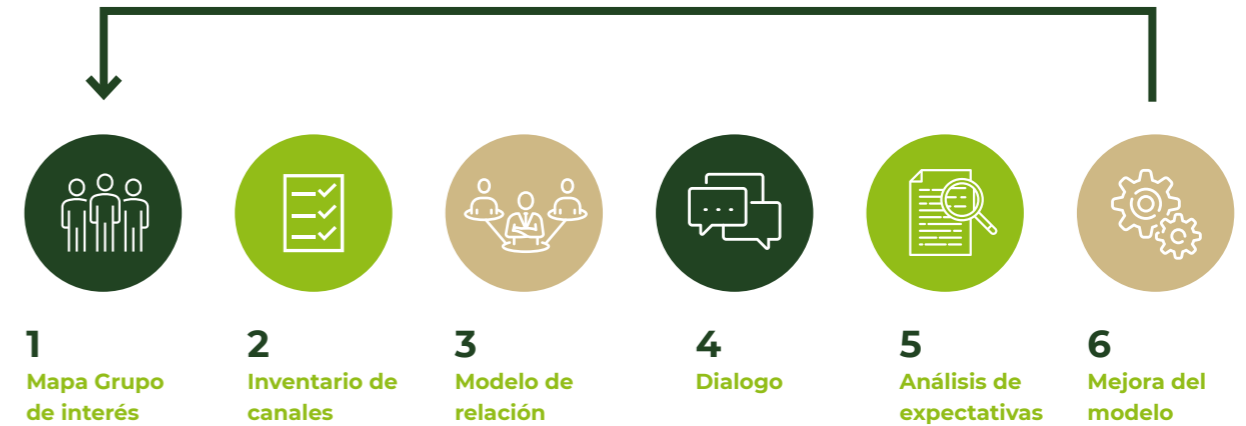 1
Mapa Grupo
de interés
2
Inventario de
canales
3
Modelo de
relación
4
Dialogo
5
Análisis de
expectativas
6
Mejora del
modelo